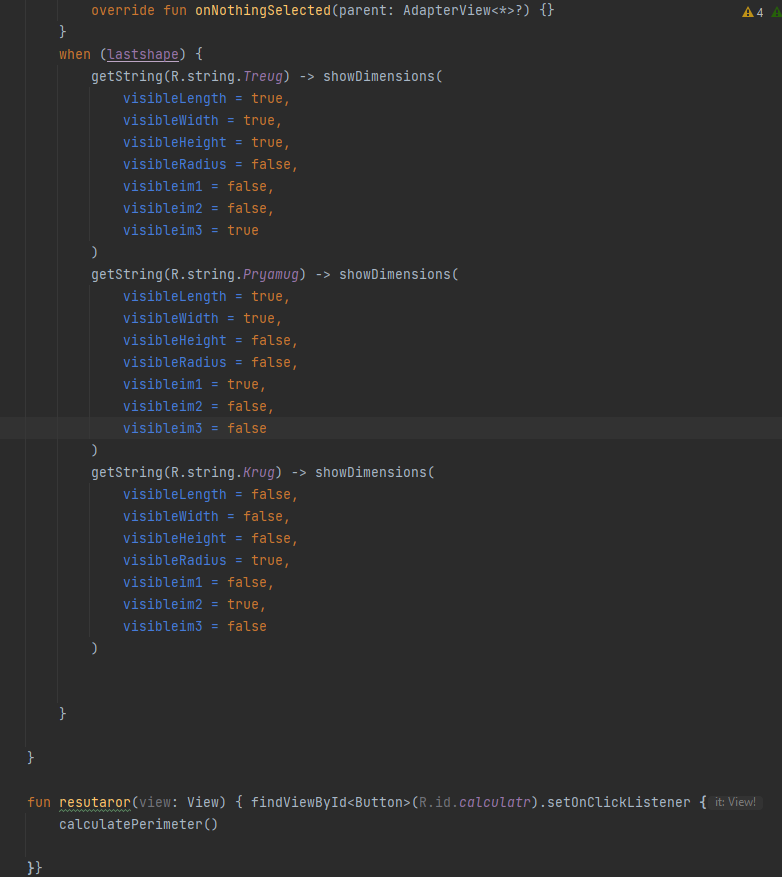 override fun onNothingSelected(parent: AdapterView<*>?) {}
4
}
when (lastshape) {
getString(R.string.Treug) -> showDimensions(
visibleLength = true,
visibleWidth = true,
visibleHeight = true,
visibleRadius = false,
visibleim1 = false,
visibleim2 = false,
visibleim3 = true
)
getString(R.string.Pryamug) -> showDimensions(
visibleLength = true,
visibleWidth = true,
visibleHeight = false,
visibleRadius = false,
visibleim1 = true,
visibleim2 = false,
visibleim3 = false
)
getString(R.string.Krug) -> showDimensions(
visibleLength = false,
visibleWidth = false,
visibleHeight = false,
visibleRadius = true,
visibleim1 = false,
visibleim2 = true,
visibleim3 = false
)
}
}
fun resutaror(view: View) { findViewById<Button>(R.id.calculatr).setOnClickListener { it: View!
calculatePerimeter()
}}